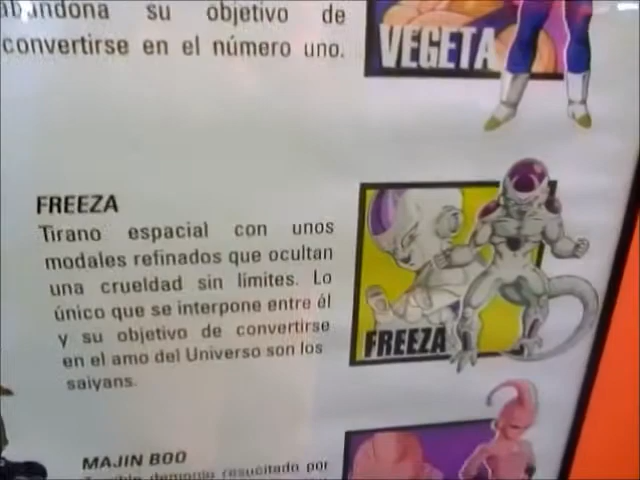 abandona su objetivo de
convertirse en el número uno.
VEGETA
FREEZA
Tirano espacial con unos
modales refinados que ocultan
una crueldad sin límites. Lo
único que se interpone entre él
y su objetivo de convertirse
en el amo del Universo son los
saiyans.
FREEZA
MAJIN BOO
demonio resucitado por